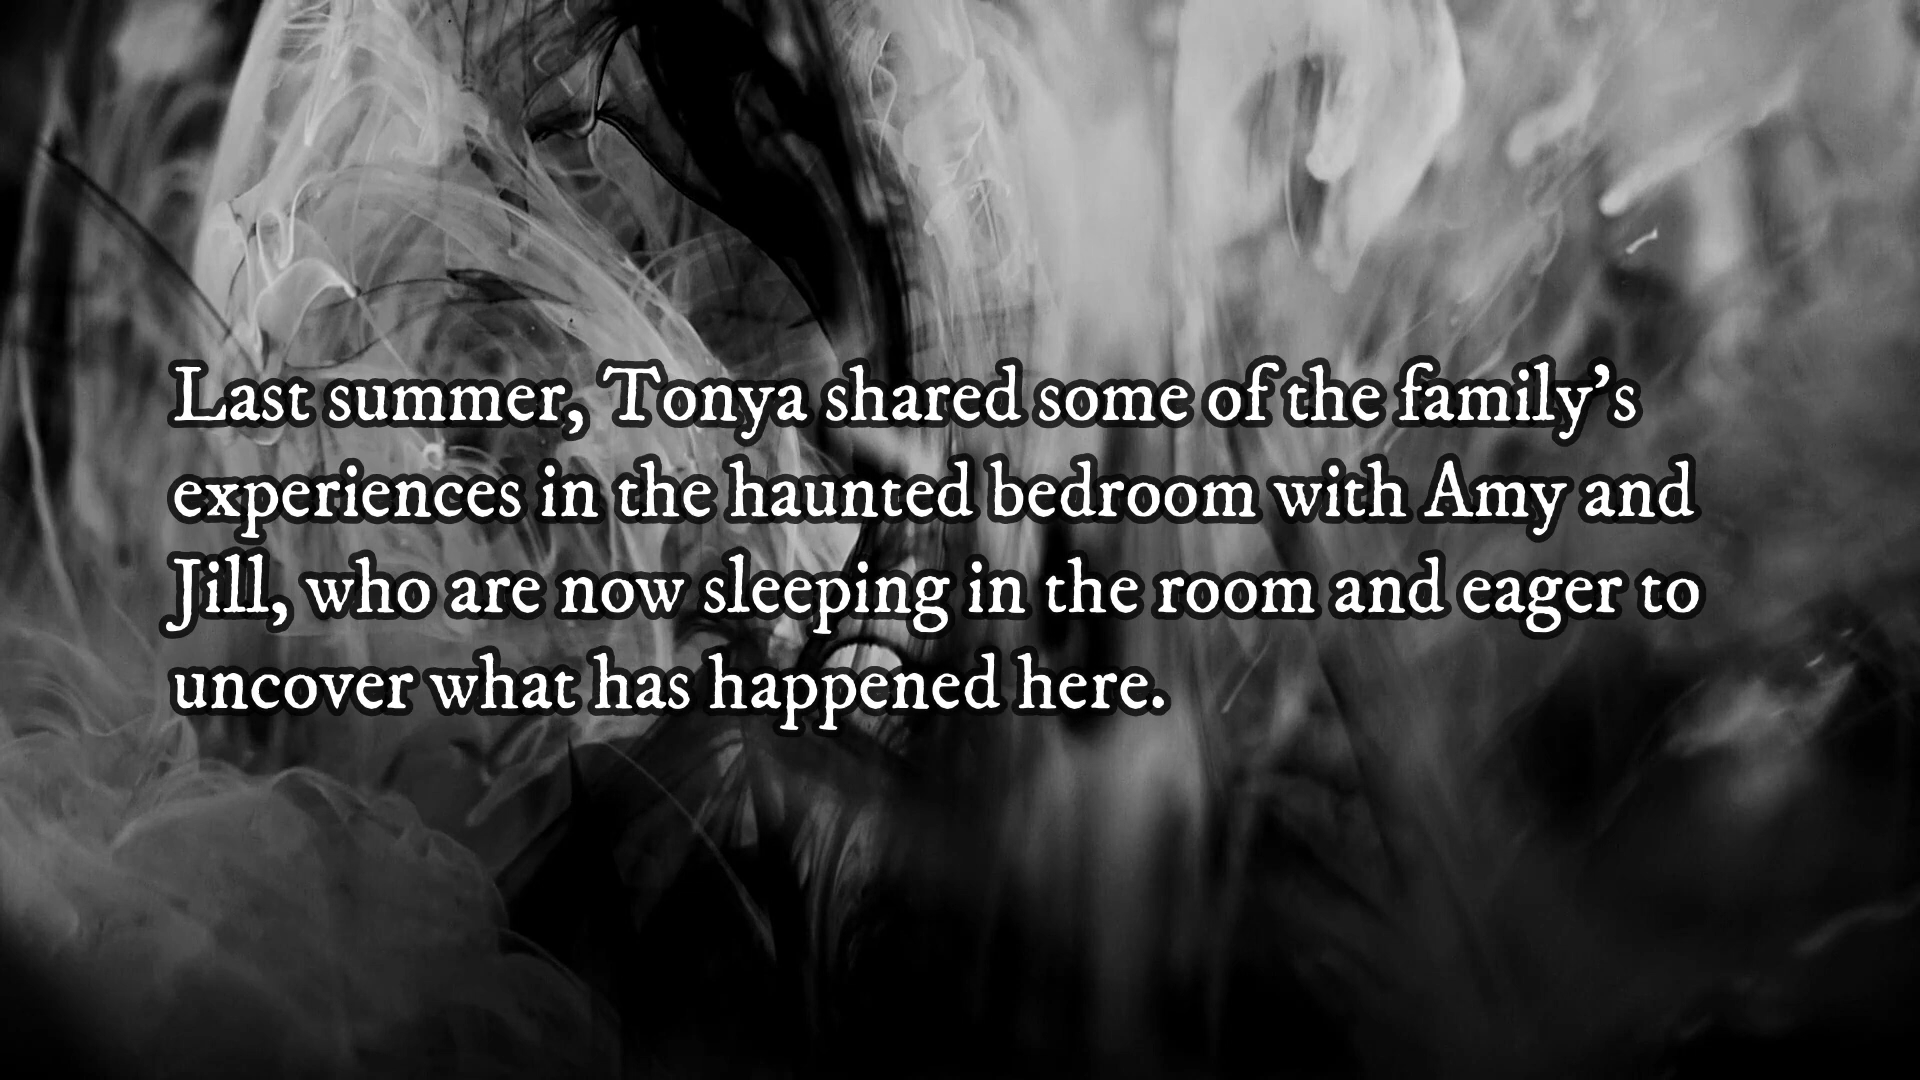 Last summer, Tonya shared some of the family’s
experiences in the haunted bedroom with Amy and
Jill, who are now sleeping in the room and eager to
uncover what has happened here.